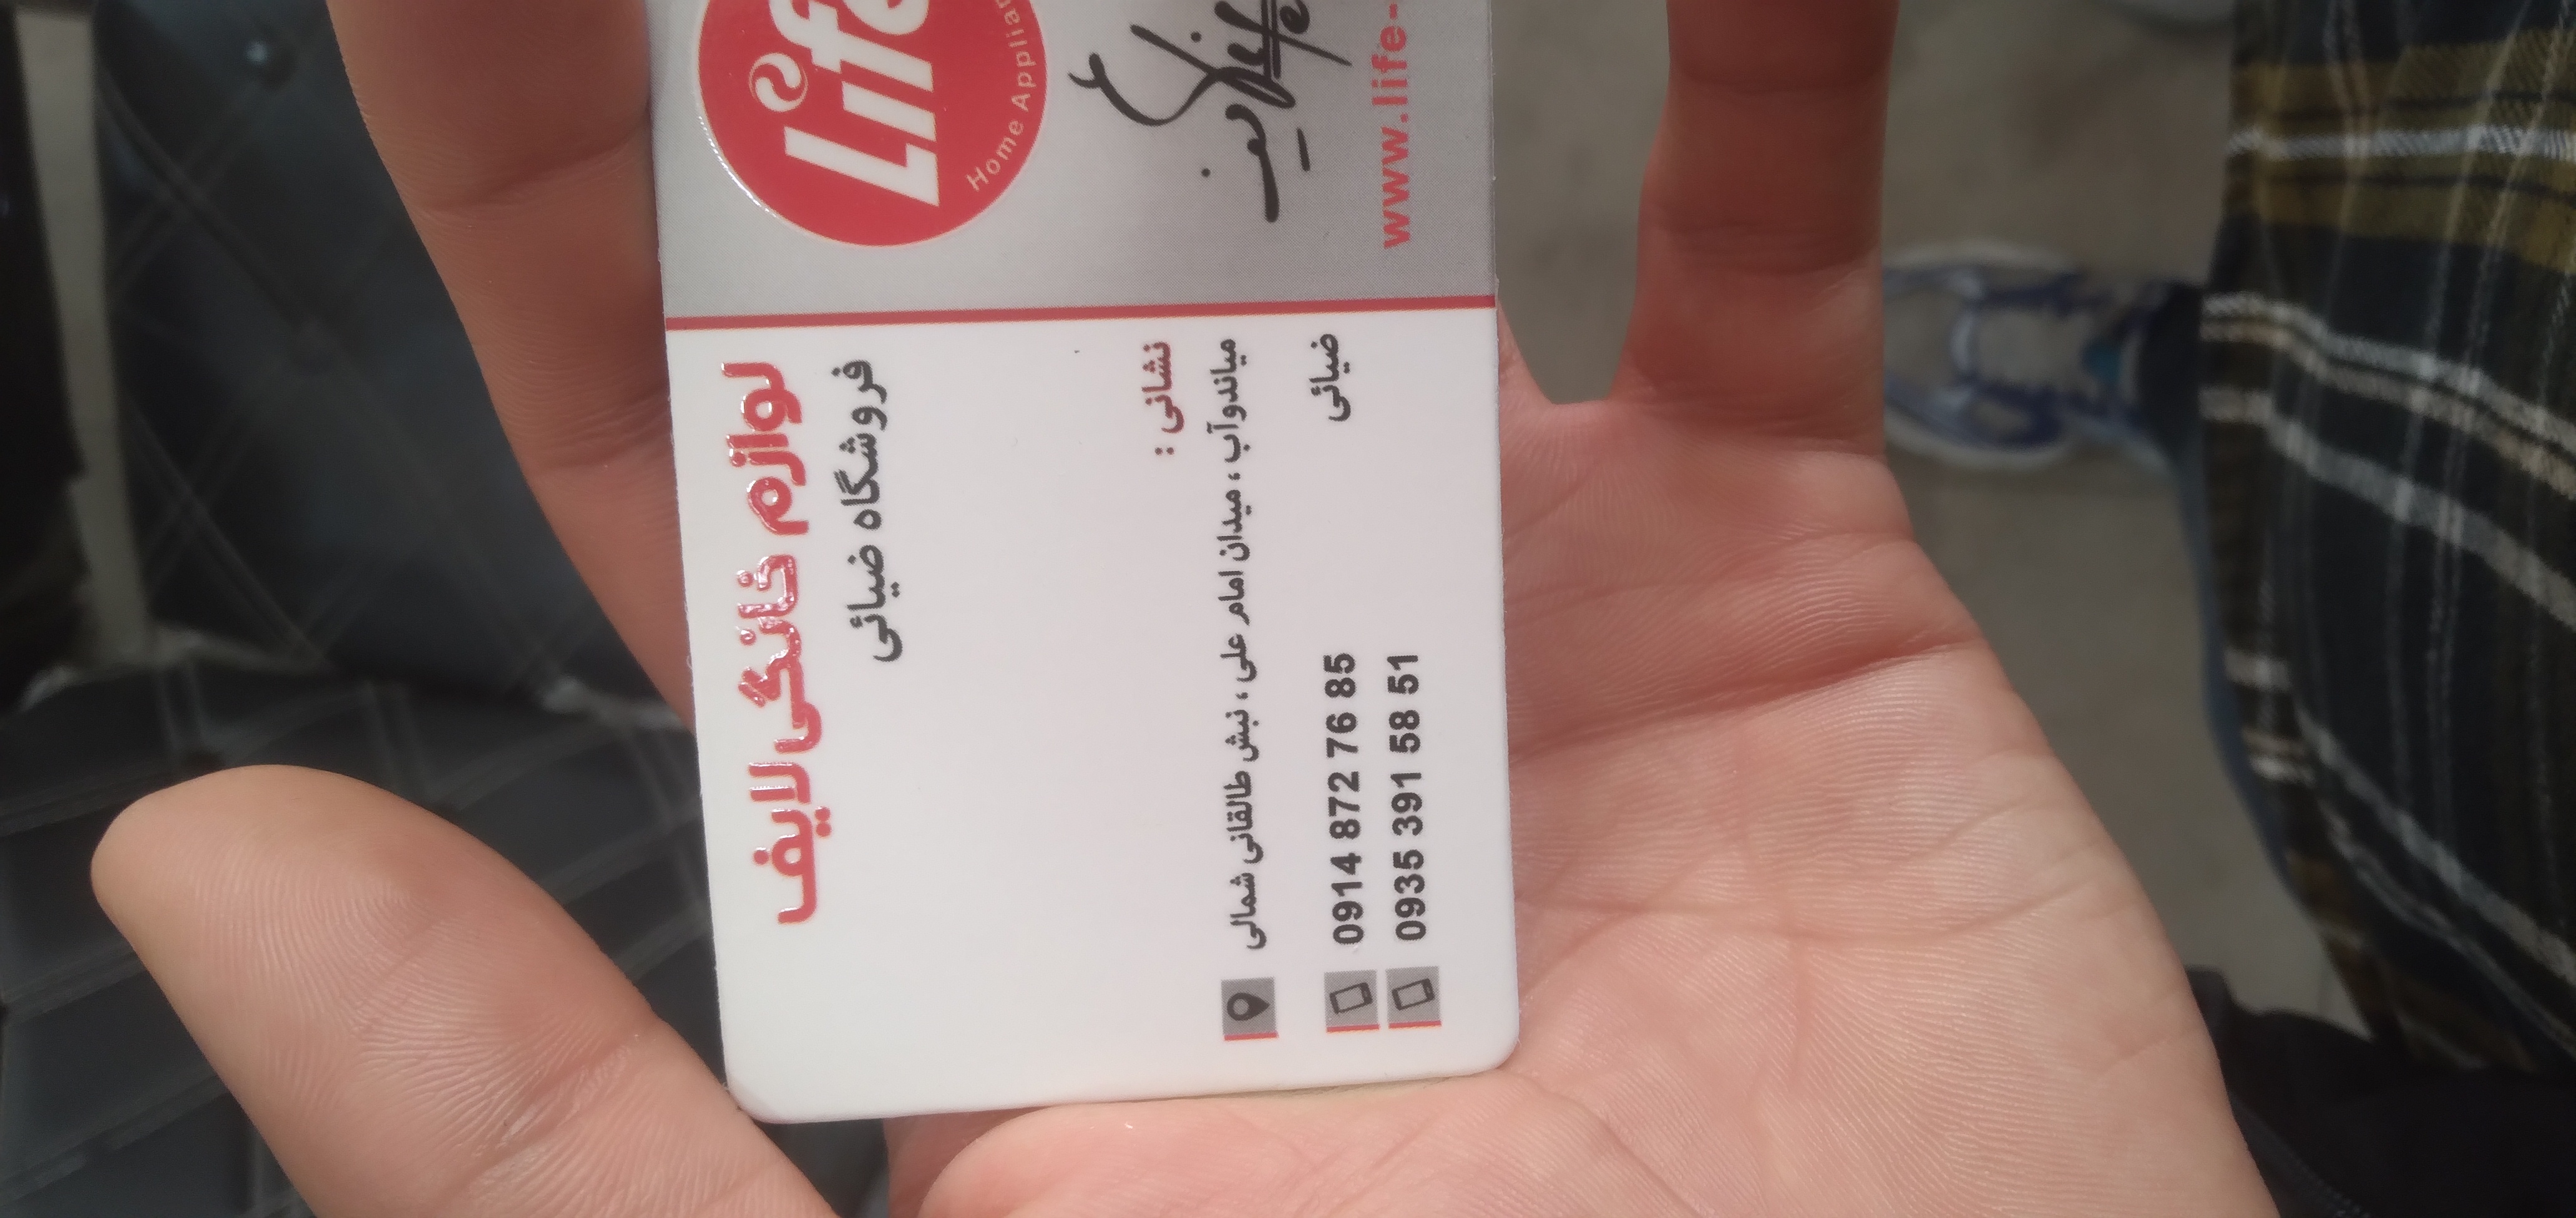 Life
Home Applian
www.life-
لوازم خانگی لایف
فروشگاه ضیائی
نشانی :
میاندوآب ، میدان امام علی ، نبش طالقانی شمالی
ضیائی
0914 872 76 85
0935 391 58 51